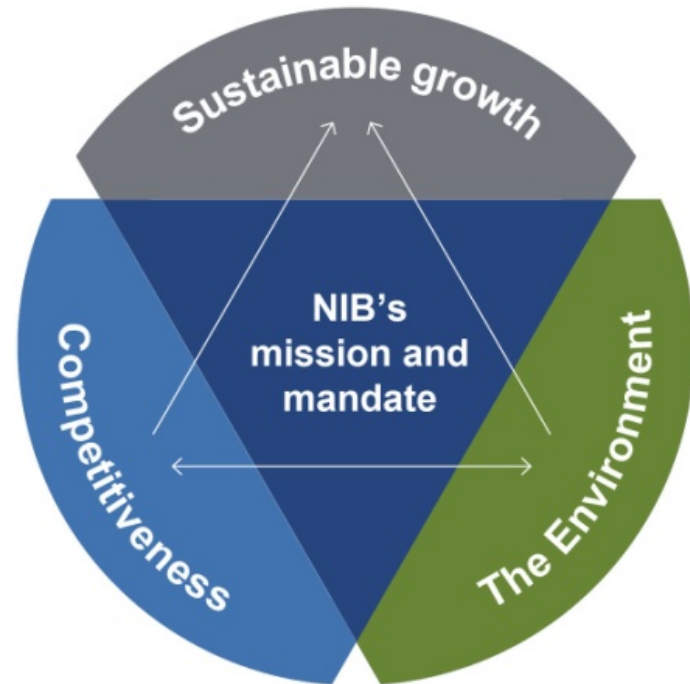 Sustainable growth
NIB’s
mission and
mandate
Competitiveness
The Environment